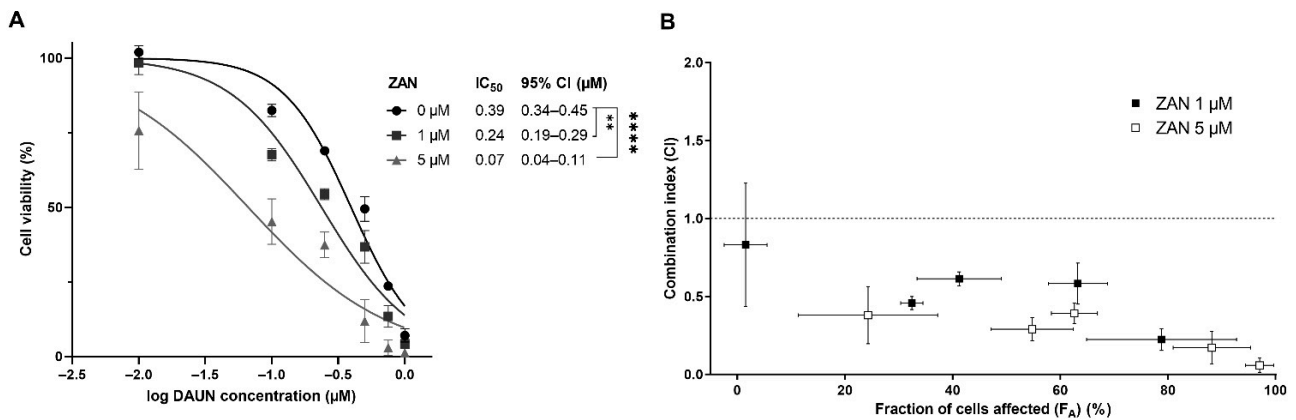 A
Cell viability (%)
100
50
0
−2.5 −2.0 −1.5 −1.0 −0.5 0.0
log DAUN concentration (µM)
ZAN IC50 95% CI (µM)
0 µM 0.39 0.34–0.45
1 µM 0.24 0.19–0.29
5 µM 0.07 0.04–0.11
**
****
B
Combination index (CI)
2.0
1.5
1.0
0.5
0.0
0 20 40 60 80 100
Fraction of cells affected (FA) (%)
ZAN 1 µM
ZAN 5 µM